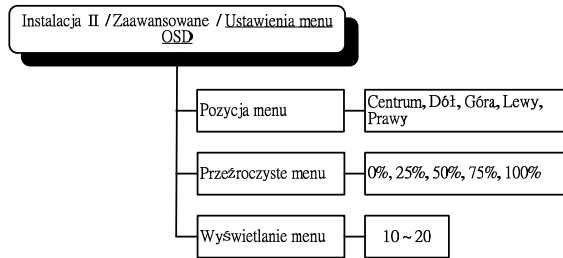 Instalacja II / Zaawansowane / Ustawienia menu
OSD
Pozycja menu
Centrum, Dół, Góra, Lewy,
Prawy
Przeźroczyste menu
0%, 25%, 50%, 75%, 100%
Wyświetlanie menu
10 ~ 20